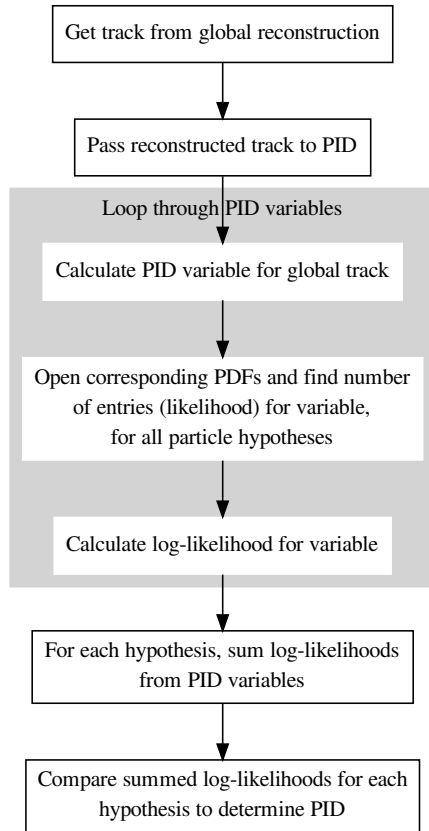 Get track from global reconstruction
Pass reconstructed track to PID
Loop through PID variables
Calculate PID variable for global track
Open corresponding PDFs and find number
of entries (likelihood) for variable,
for all particle hypotheses
Calculate log-likelihood for variable
For each hypothesis, sum log-likelihoods
from PID variables
Compare summed log-likelihoods for each
hypothesis to determine PID